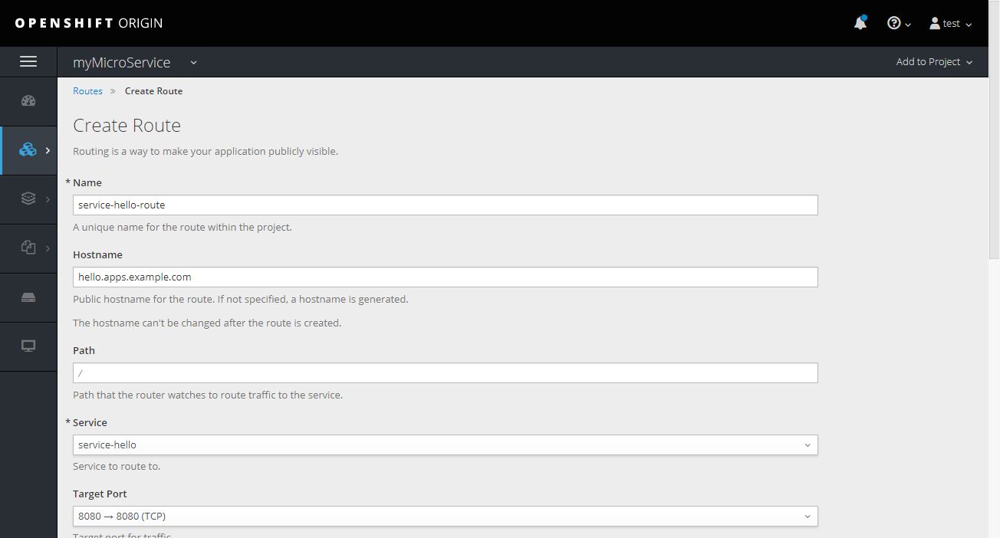 OPENSHIFT ORIGIN
test
myMicroService
Add to Project
Routes » Create Route
Create Route
Routing is a way to make your application publicly visible.
* Name
service-hello-route
A unique name for the route within the project.
Hostname
hello.apps.example.com
Public hostname for the route. If not specified, a hostname is generated.
The hostname can't be changed after the route is created.
Path
/
Path that the router watches to route traffic to the service.
* Service
service-hello
Service to route to.
Target Port
8080 → 8080 (TCP)
Target port for traffic.